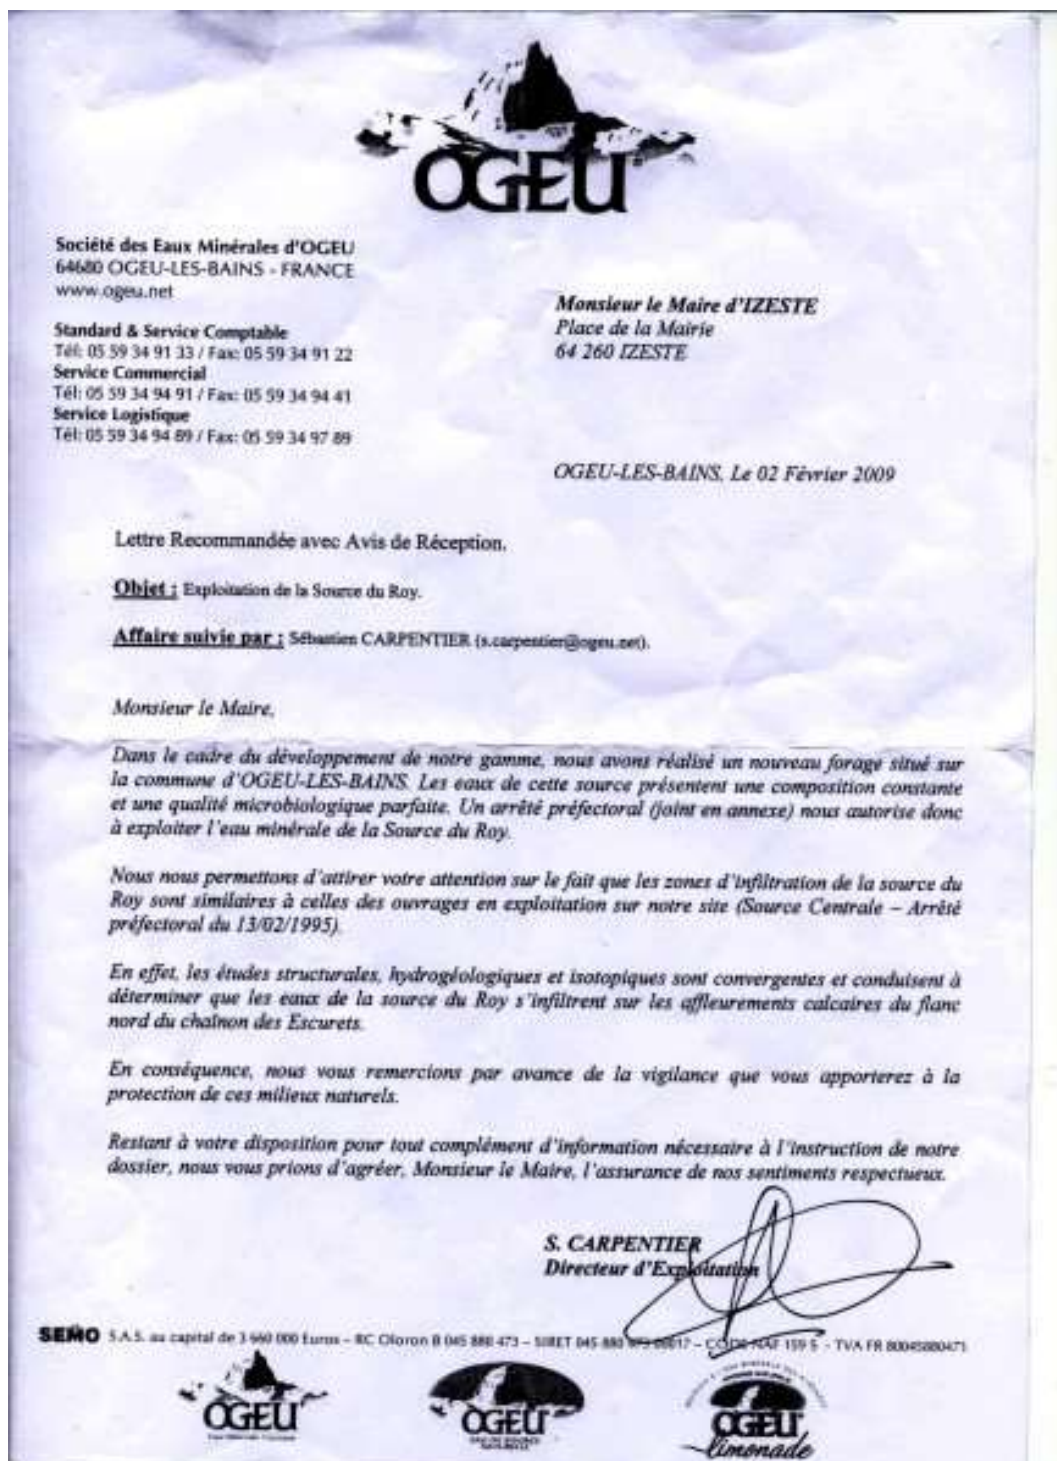 OGEU
Société des Eaux Minérales d'OGEU
64680 OGEU-LES-BAINS - FRANCE
www.ogeu.net
Standard & Service Comptable
Tél: 05 59 34 91 33 / Fax: 05 59 34 91 22
Service Commercial
Tél: 05 59 34 94 91 / Fax: 05 59 34 94 41
Service Logistique
Tél: 05 59 34 94 89 / Fax: 05 59 34 97 89
Monsieur le Maire d'IZESTE
Place de la Mairie
64 260 IZESTE
OGEU-LES-BAINS, Le 02 Février 2009
Lettre Recommandée avec Avis de Réception.
Objet : Exploitation de la Source du Roy.
Affaire suivie par : Sébastien CARPENTIER (s.carpentier@ogeu.net).
Monsieur le Maire,
Dans le cadre du développement de notre gamme, nous avons réalisé un nouveau forage situé sur
la commune d'OGEU-LES-BAINS. Les eaux de cette source présentent une composition constante
et une qualité microbiologique parfaite. Un arrêté préfectoral (joint en annexe) nous autorise donc
à exploiter l'eau minérale de la Source du Roy.
Nous nous permettons d'attirer votre attention sur le fait que les zones d'infiltration de la source du
Roy sont similaires à celles des ouvrages en exploitation sur notre site (Source Centrale – Arrêté
préfectoral du 13/02/1995).
En effet, les études structurales, hydrogéologiques et isotopiques sont convergentes et conduisent à
déterminer que les eaux de la source du Roy s'infiltrent sur les affleurements calcaires du flanc
nord du chaînon des Escurets.
En conséquence, nous vous remercions par avance de la vigilance que vous apporterez à la
protection de ces milieux naturels.
Restant à votre disposition pour tout complément d'information nécessaire à l'instruction de notre
dossier, nous vous prions d'agréer, Monsieur le Maire, l'assurance de nos sentiments respectueux.
S. CARPENTIER
Directeur d'Exploitation
SEMO S.A.S. au capital de 3 660 000 Euros – RC Oloron B 045 880 473 – SIRET 045 880 473 00017 – CODE NAF 159 S - TVA FR 80045880473
OGEU
OGEU
OGEU
limonade